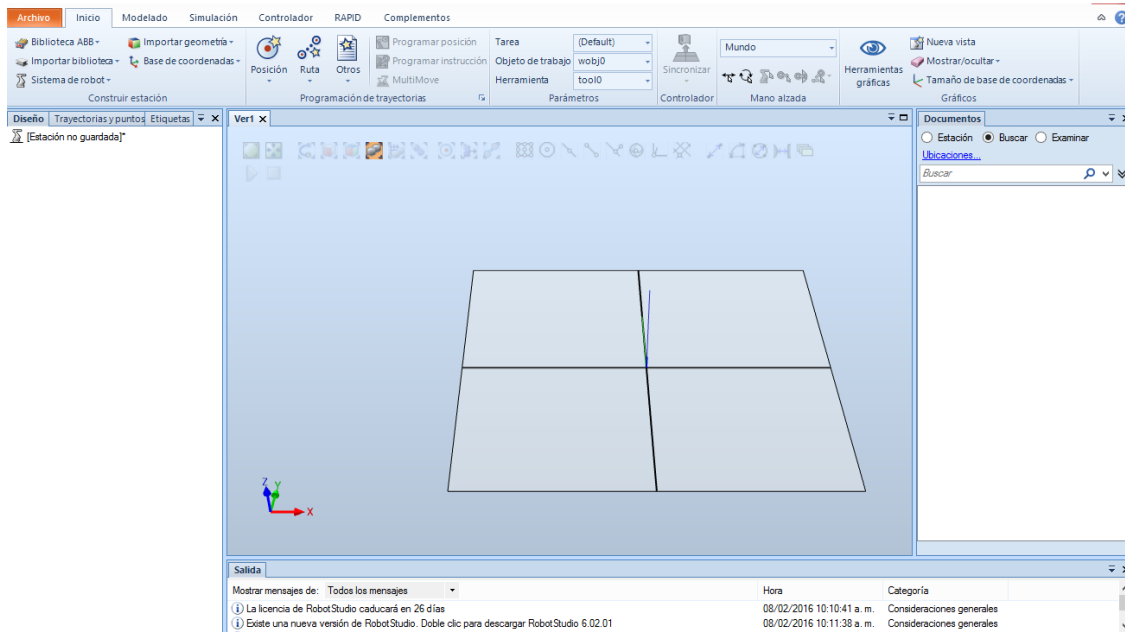 Archivo Inicio Modelado Simulación Controlador RAPID Complementos
Biblioteca ABB Importar geometría
Importar biblioteca Base de coordenadas
Sistema de robot
Construir estación
Posición Ruta Otros
Programar posición
Programar instrucción
MultiMove
Programación de trayectorias
Tarea (Default)
Objeto de trabajo wobj0
Herramienta tool0
Parámetros
Sincronizar
Controlador
Mundo
Mano alzada
Herramientas gráficas
Nueva vista
Mostrar/ocultar
Tamaño de base de coordenadas
Gráficos
Diseño Trayectorias y puntos Etiquetas
[Estación no guardada]*
Ver1
Z Y
X
Documentos
Estación Buscar Examinar
Ubicaciones...
Buscar
Salida
Mostrar mensajes de: Todos los mensajes Hora Categoría
La licencia de RobotStudio caducará en 26 días 08/02/2016 10:10:41 a. m. Consideraciones generales
Existe una nueva versión de RobotStudio. Doble clic para descargar RobotStudio 6.02.01 08/02/2016 10:11:38 a. m. Consideraciones generales